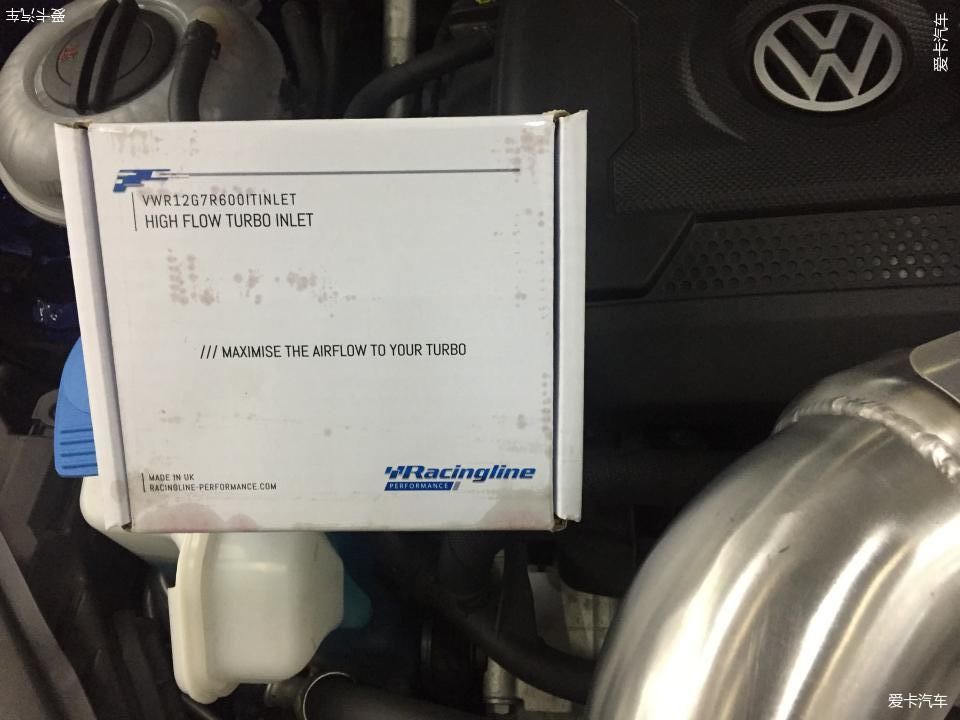 爱卡汽车
爱卡汽车
VWR12G7R600ITINLET
HIGH FLOW TURBO INLET
/// MAXIMISE THE AIRFLOW TO YOUR TURBO
MADE IN UK
RACINGLINE-PERFORMANCE.COM
Racingline
PERFORMANCE
爱卡汽车